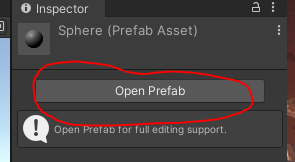 Inspector
Sphere (Prefab Asset)
Open Prefab
Open Prefab for full editing support.